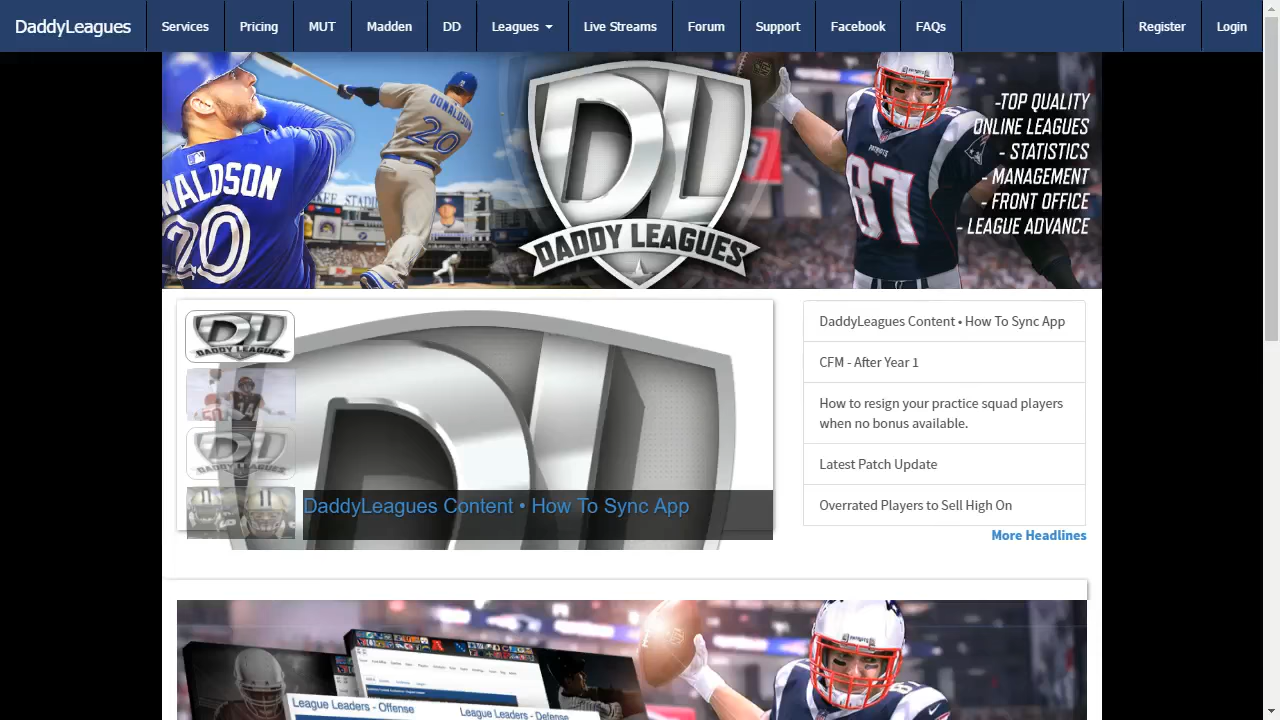 DaddyLeagues
Services
Pricing
MUT
Madden
DD
Leagues
Live Streams
Forum
Support
Facebook
FAQs
Register
Login
NALDSON
20
DONALDSON
20
DL
DADDY LEAGUES
PATRIOTS
87
-TOP QUALITY
ONLINE LEAGUES
- STATISTICS
- MANAGEMENT
- FRONT OFFICE
- LEAGUE ADVANCE
DL
DADDY LEAGUES
DL
DADDY LEAGUES
DaddyLeagues Content • How To Sync App
DaddyLeagues Content • How To Sync App
CFM - After Year 1
How to resign your practice squad players
when no bonus available.
Latest Patch Update
Overrated Players to Sell High On
More Headlines
League Leaders - Offense
League Leaders - Defense